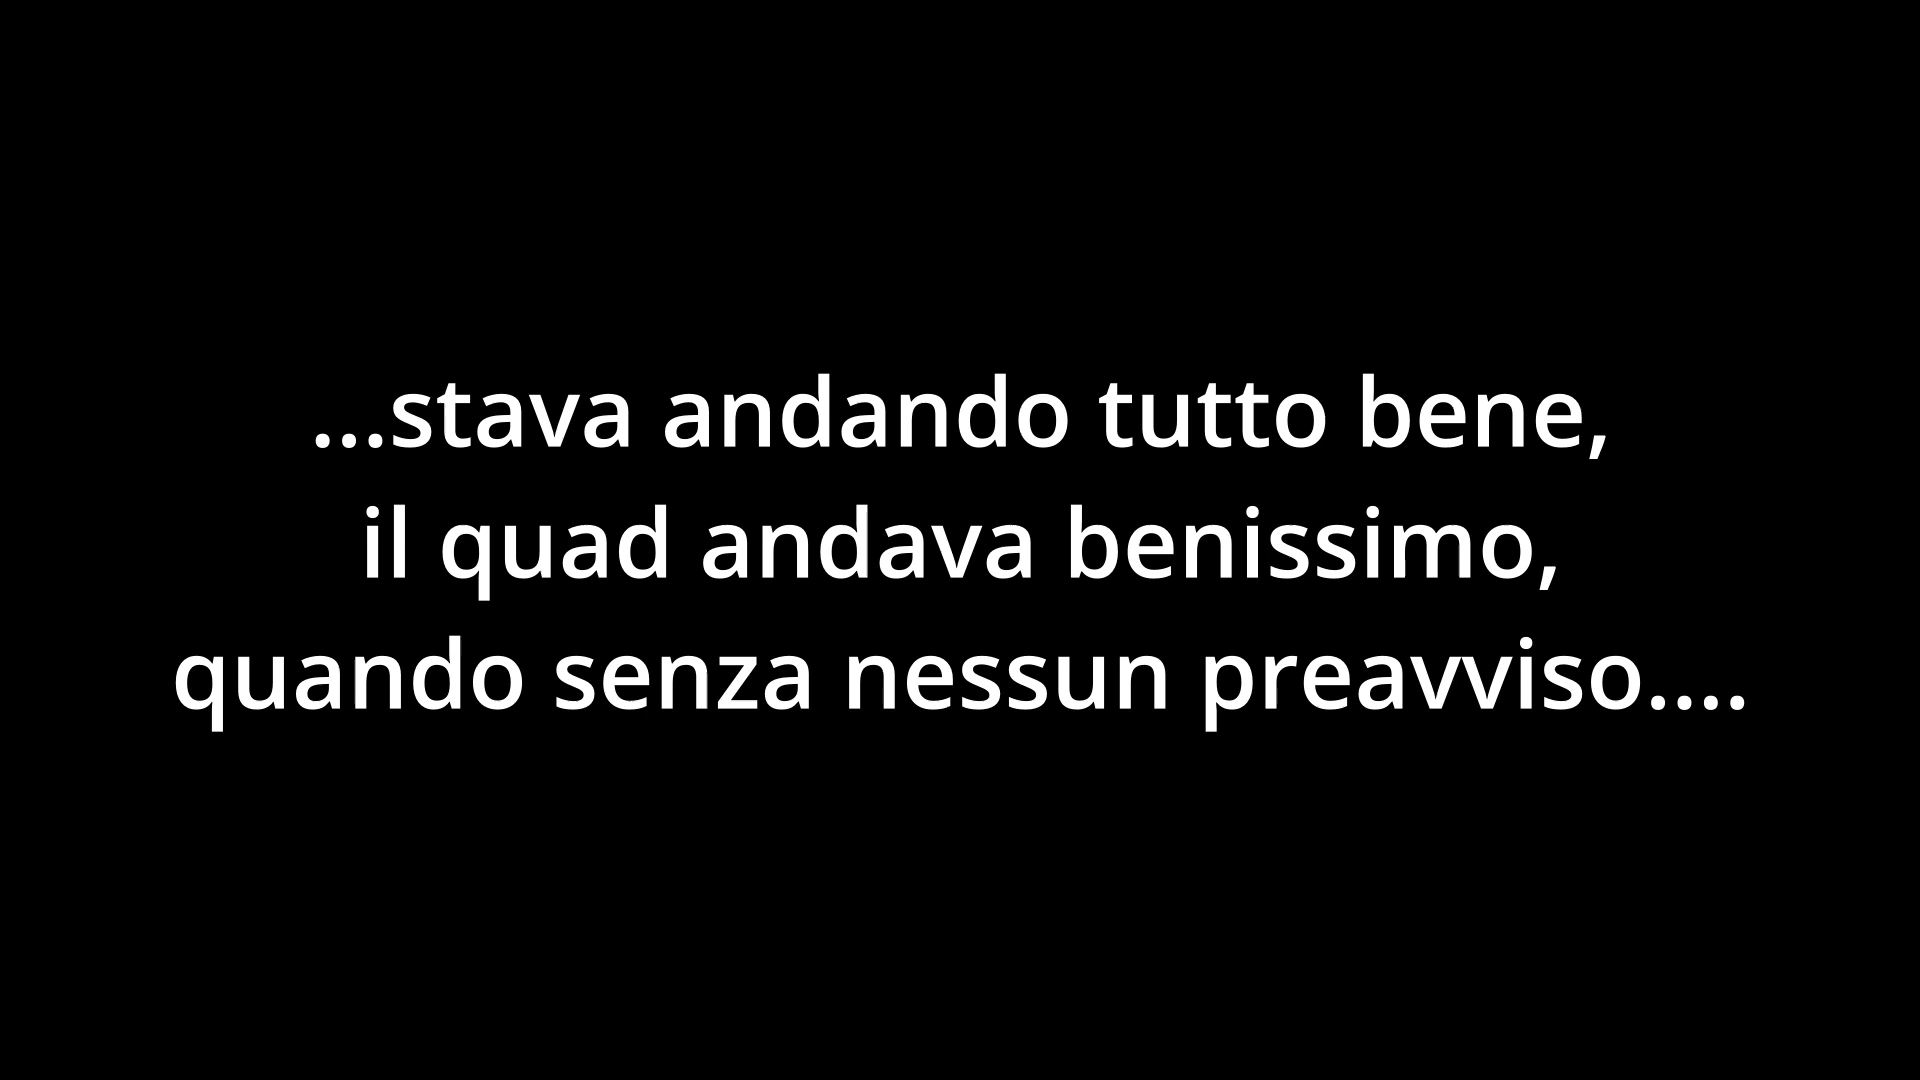 ...stava andando tutto bene,
il quad andava benissimo,
quando senza nessun preavviso....